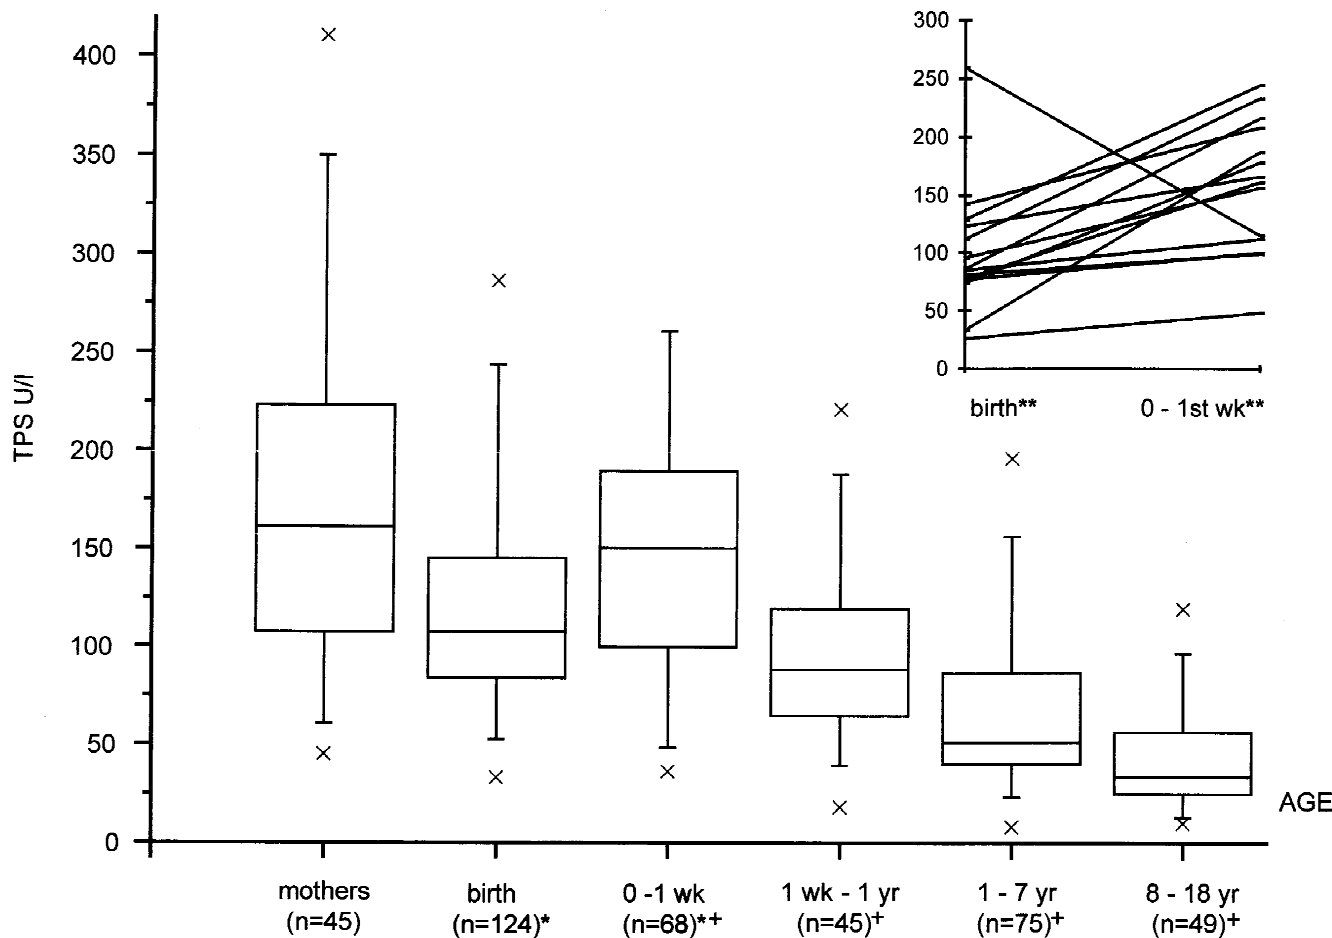 400
350
300
250
200
150
100
50
0
TPS U/l
mothers
(n=45)
birth
(n=124)*
0 -1 wk
(n=68)*+
1 wk - 1 yr
(n=45)+
1 - 7 yr
(n=75)+
8 - 18 yr
(n=49)+
AGE
300
250
200
150
100
50
0
birth**
0 - 1st wk**